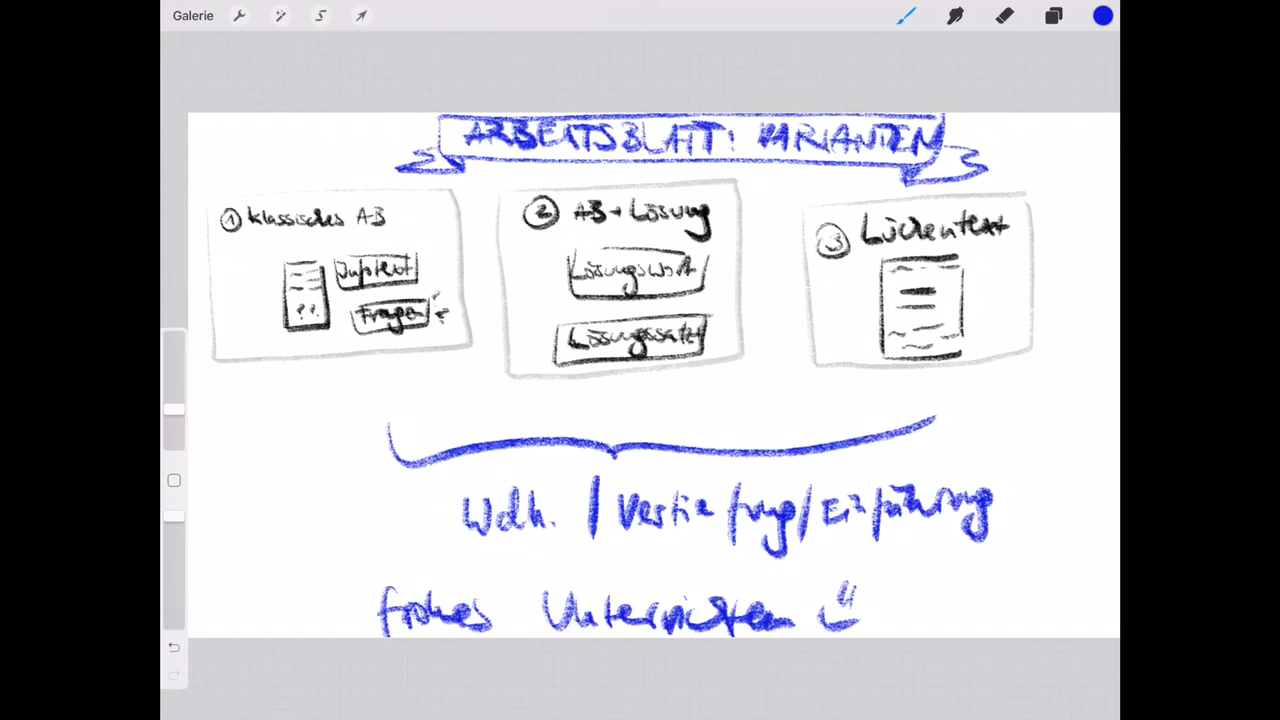 Galerie
ARBEITSBLATT: VARIANTEN
① klassisches AB
Infotext
Fragen ?
??
② AB + Lösung
Lösungswort
Lösungssatz
③ Lückentext
Wdh. / Vertiefung / Einführung
frohes Unterrichten